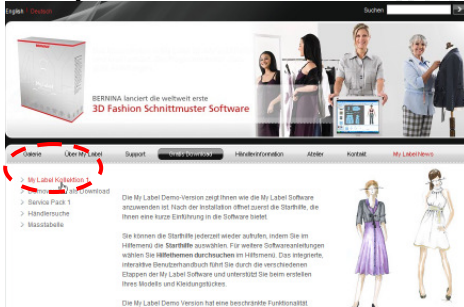 English Deutsch
Suchen
BERNINA lanciert die weltweit erste
3D Fashion Schnittmuster Software
Galerie Über My Label Support Download Händlerinformation Atelier Kontakt My Label News
> My Label Kollektion 1
als Download
> Service Pack 1
> Händlersuche
> Masstabelle
Die My Label Demo-Version zeigt Ihnen wie die My Label Software
anzuwenden ist. Nach der Installation öffnet zuerst die Starthilfe, die
Ihnen eine kurze Einführung in die Software bietet.
Sie können die Starthilfe jederzeit wieder aufrufen, indem Sie im
Hilfemenü die Starthilfe auswählen. Für weitere Softwareanleitungen
wählen Sie Hilfethemen durchsuchen im Hilfsmenü. Das integrierte,
interaktive Benutzerhandbuch führt Sie durch die verschiedenen
Etappen der My Label Software und unterstützt Sie beim erstellen
Ihres Modells und Kleidungstückes.
Die My Label Demo Version hat eine beschränkte Funktionalität.